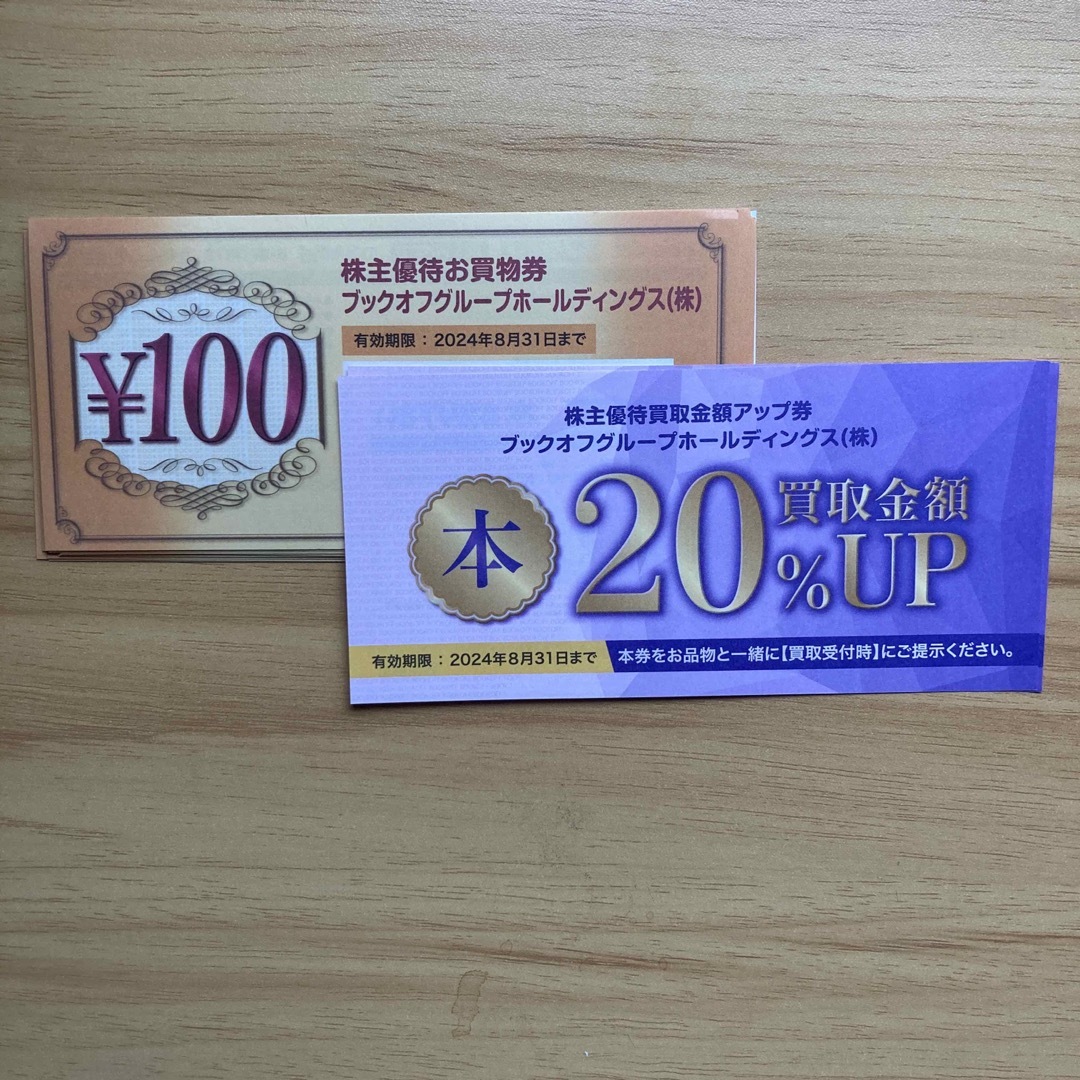 株主優待お買物券
ブックオフグループホールディングス(株)
有効期限：2024年8月31日まで
¥100
株主優待買取金額アップ券
ブックオフグループホールディングス(株)
本
20%
買取金額
UP
有効期限：2024年8月31日まで
本券をお品物と一緒に【買取受付時】にご提示ください。